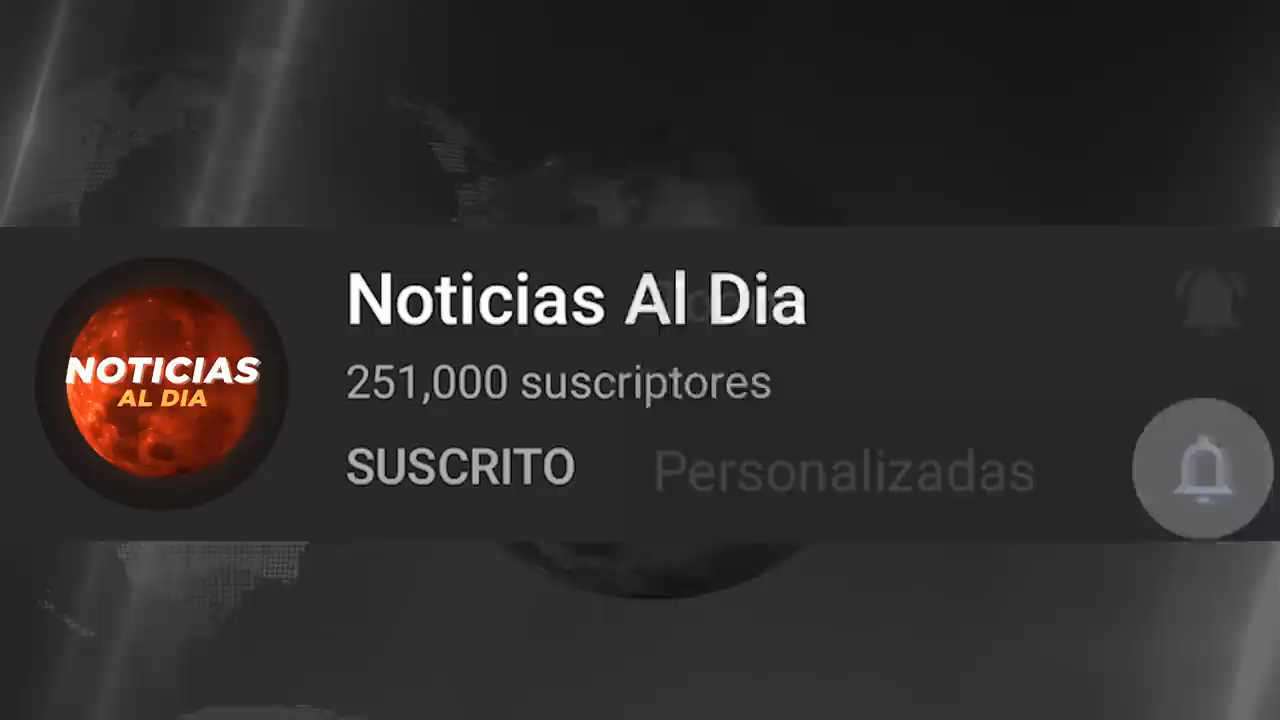 NOTICIAS
AL DIA
Noticias Al Dia
251,000 suscriptores
SUSCRITO
Personalizadas